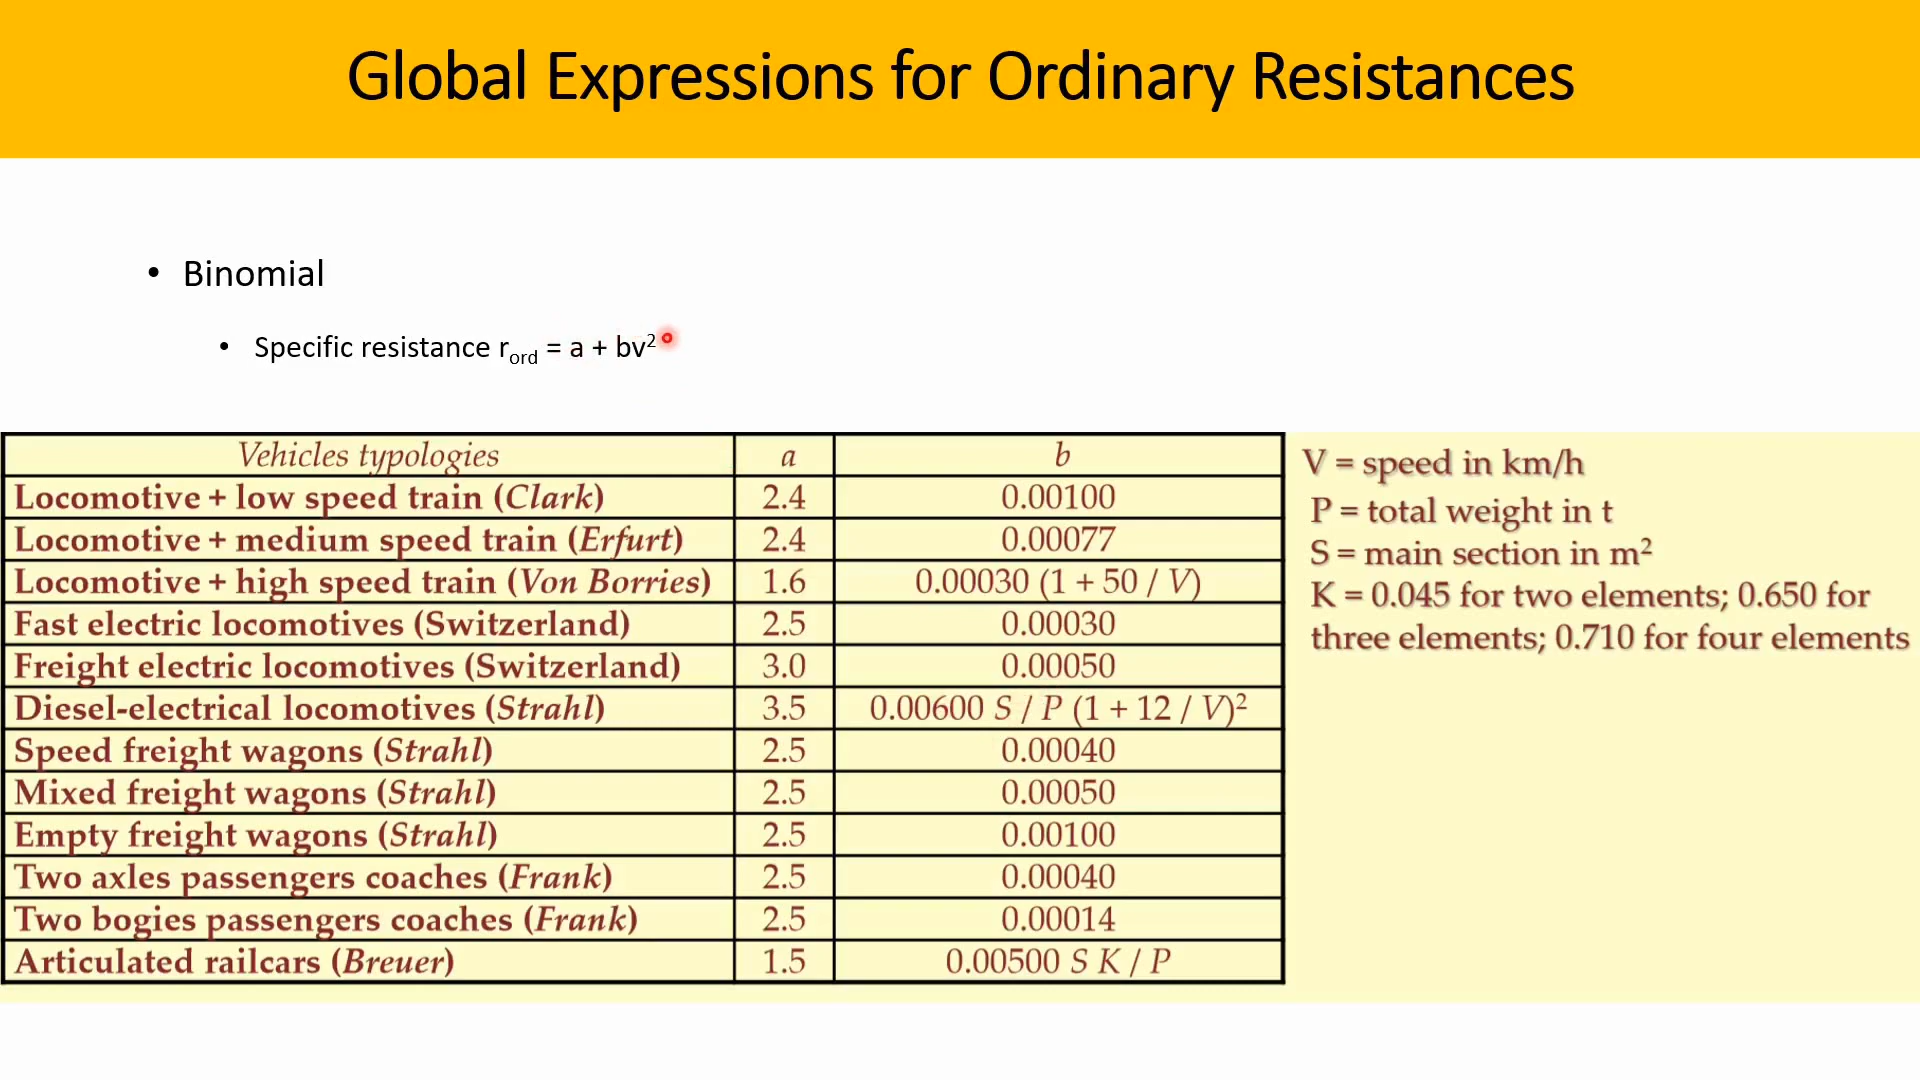 Global Expressions for Ordinary Resistances
• Binomial
• Specific resistance r_ord = a + bv²
Vehicles typologies a b
Locomotive + low speed train (Clark) 2.4 0.00100
Locomotive + medium speed train (Erfurt) 2.4 0.00077
Locomotive + high speed train (Von Borries) 1.6 0.00030 (1 + 50 / V)
Fast electric locomotives (Switzerland) 2.5 0.00030
Freight electric locomotives (Switzerland) 3.0 0.00050
Diesel-electrical locomotives (Strahl) 3.5 0.00600 S / P (1 + 12 / V)²
Speed freight wagons (Strahl) 2.5 0.00040
Mixed freight wagons (Strahl) 2.5 0.00050
Empty freight wagons (Strahl) 2.5 0.00100
Two axles passengers coaches (Frank) 2.5 0.00040
Two bogies passengers coaches (Frank) 2.5 0.00014
Articulated railcars (Breuer) 1.5 0.00500 S K / P
V = speed in km/h
P = total weight in t
S = main section in m²
K = 0.045 for two elements; 0.650 for
three elements; 0.710 for four elements